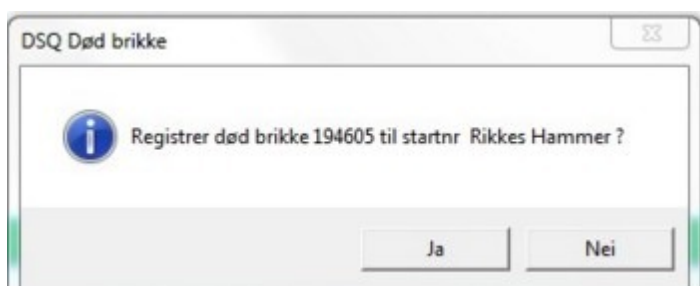 DSQ Død brikke
Registrer død brikke 194605 til startnr Rikkes Hammer ?
Ja
Nei